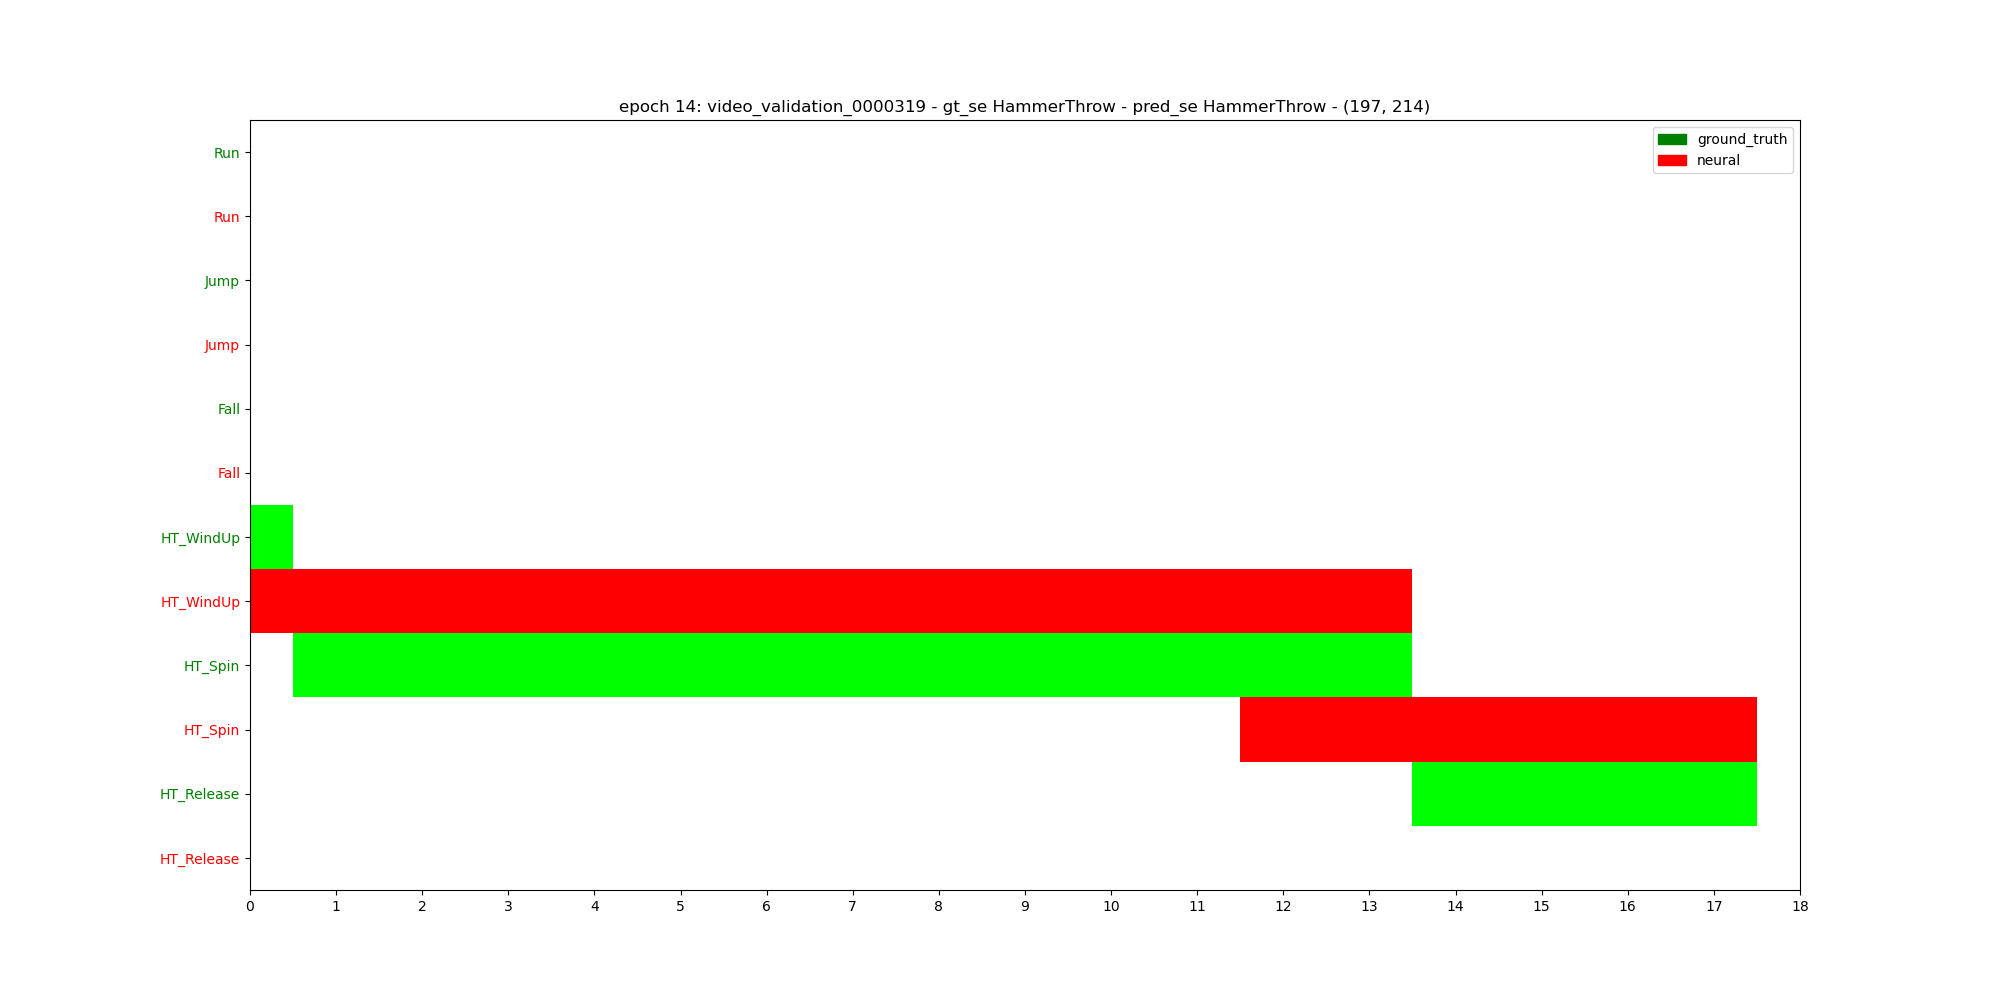 epoch 14: video_validation_0000319 - gt_se HammerThrow - pred_se HammerThrow - (197, 214)
ground_truth
neural
Run
Run
Jump
Jump
Fall
Fall
HT_WindUp
HT_WindUp
HT_Spin
HT_Spin
HT_Release
HT_Release
0 1 2 3 4 5 6 7 8 9 10 11 12 13 14 15 16 17 18